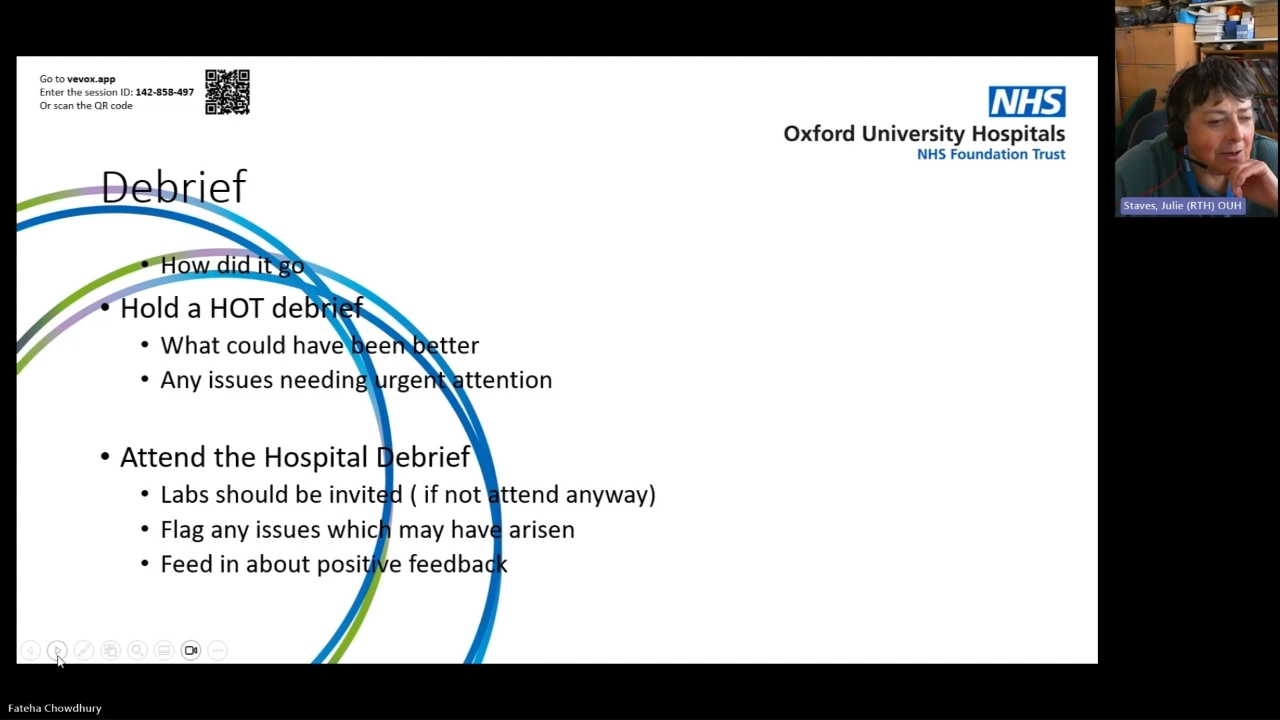 Go to vevox.app
Enter the session ID: 142-858-497
Or scan the QR code
NHS
Oxford University Hospitals
NHS Foundation Trust
Staves, Julie (RTH) OUH
Debrief
• How did it go
• Hold a HOT debrief
• What could have been better
• Any issues needing urgent attention
• Attend the Hospital Debrief
• Labs should be invited ( if not attend anyway)
• Flag any issues which may have arisen
• Feed in about positive feedback
Fateha Chowdhury